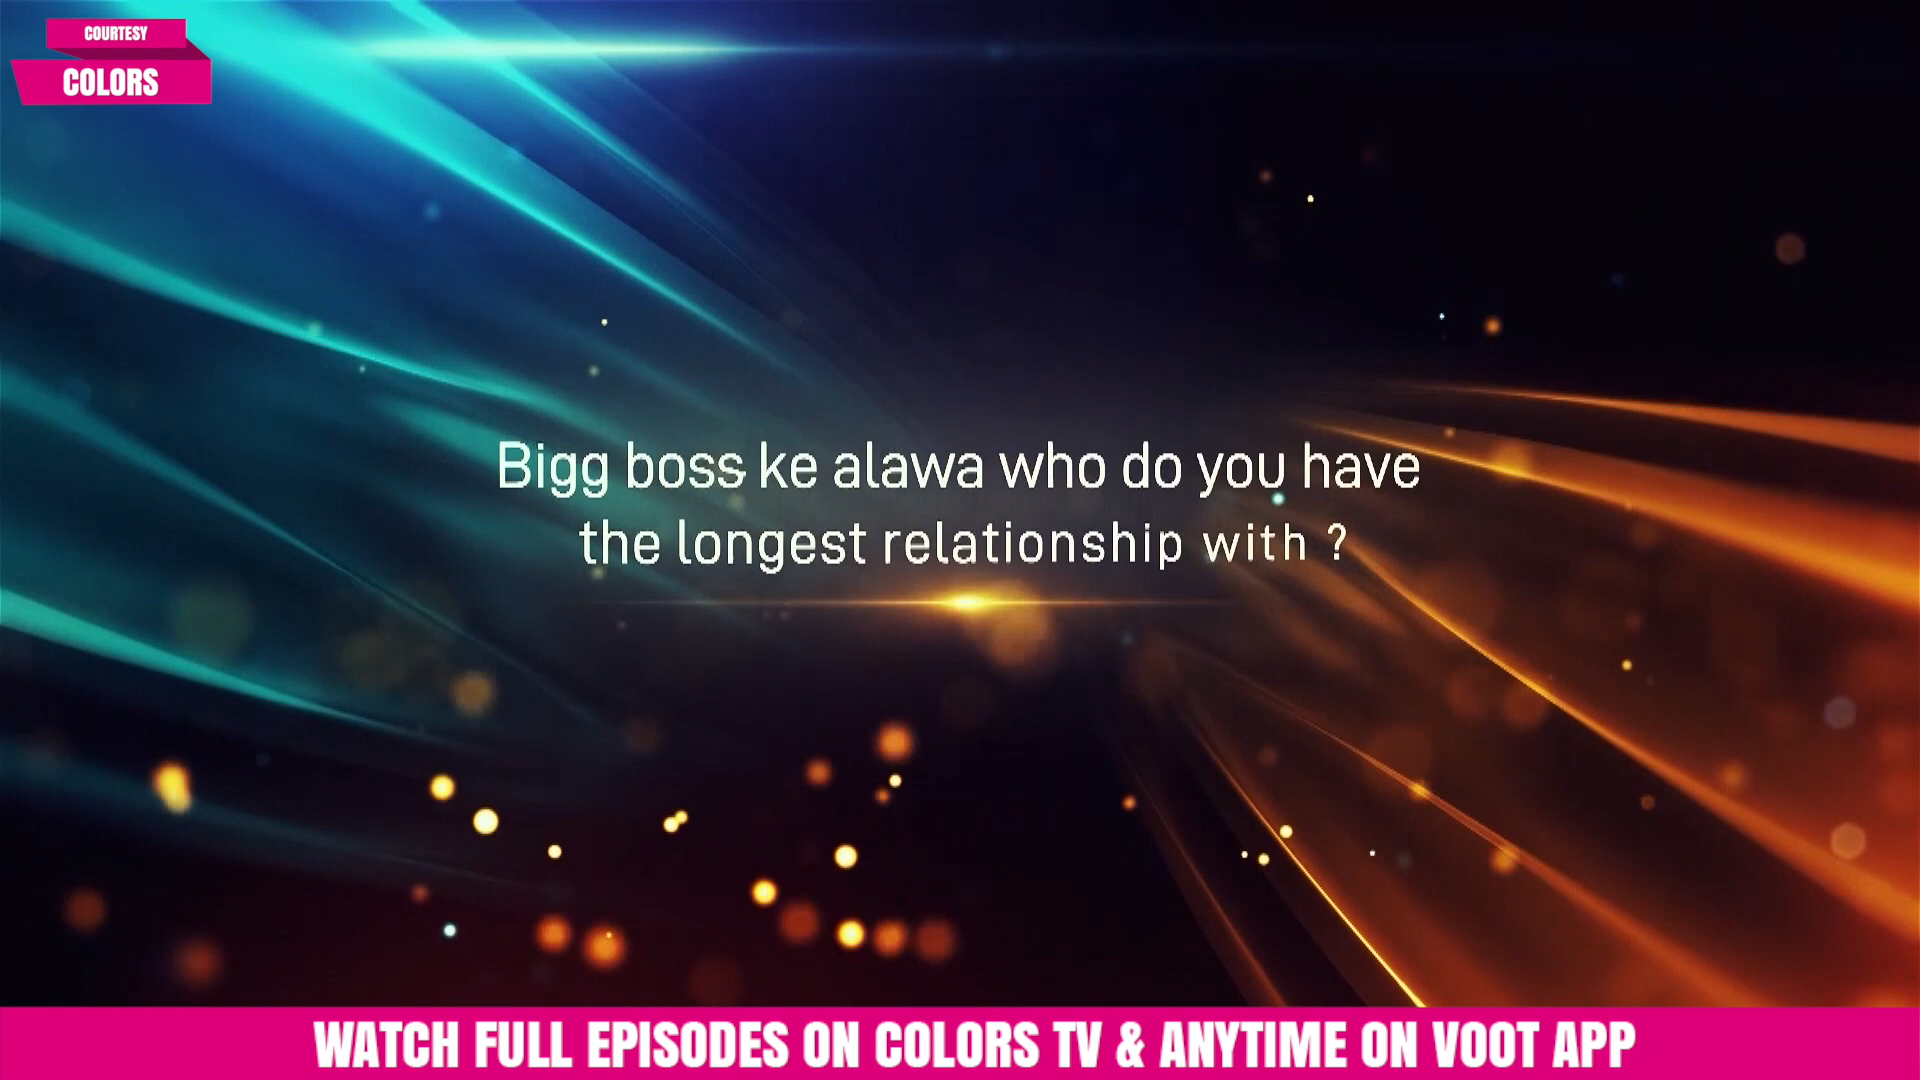 COURTESY
COLORS
Bigg boss ke alawa who do you have
the longest relationship with ?
WATCH FULL EPISODES ON COLORS TV & ANYTIME ON VOOT APP